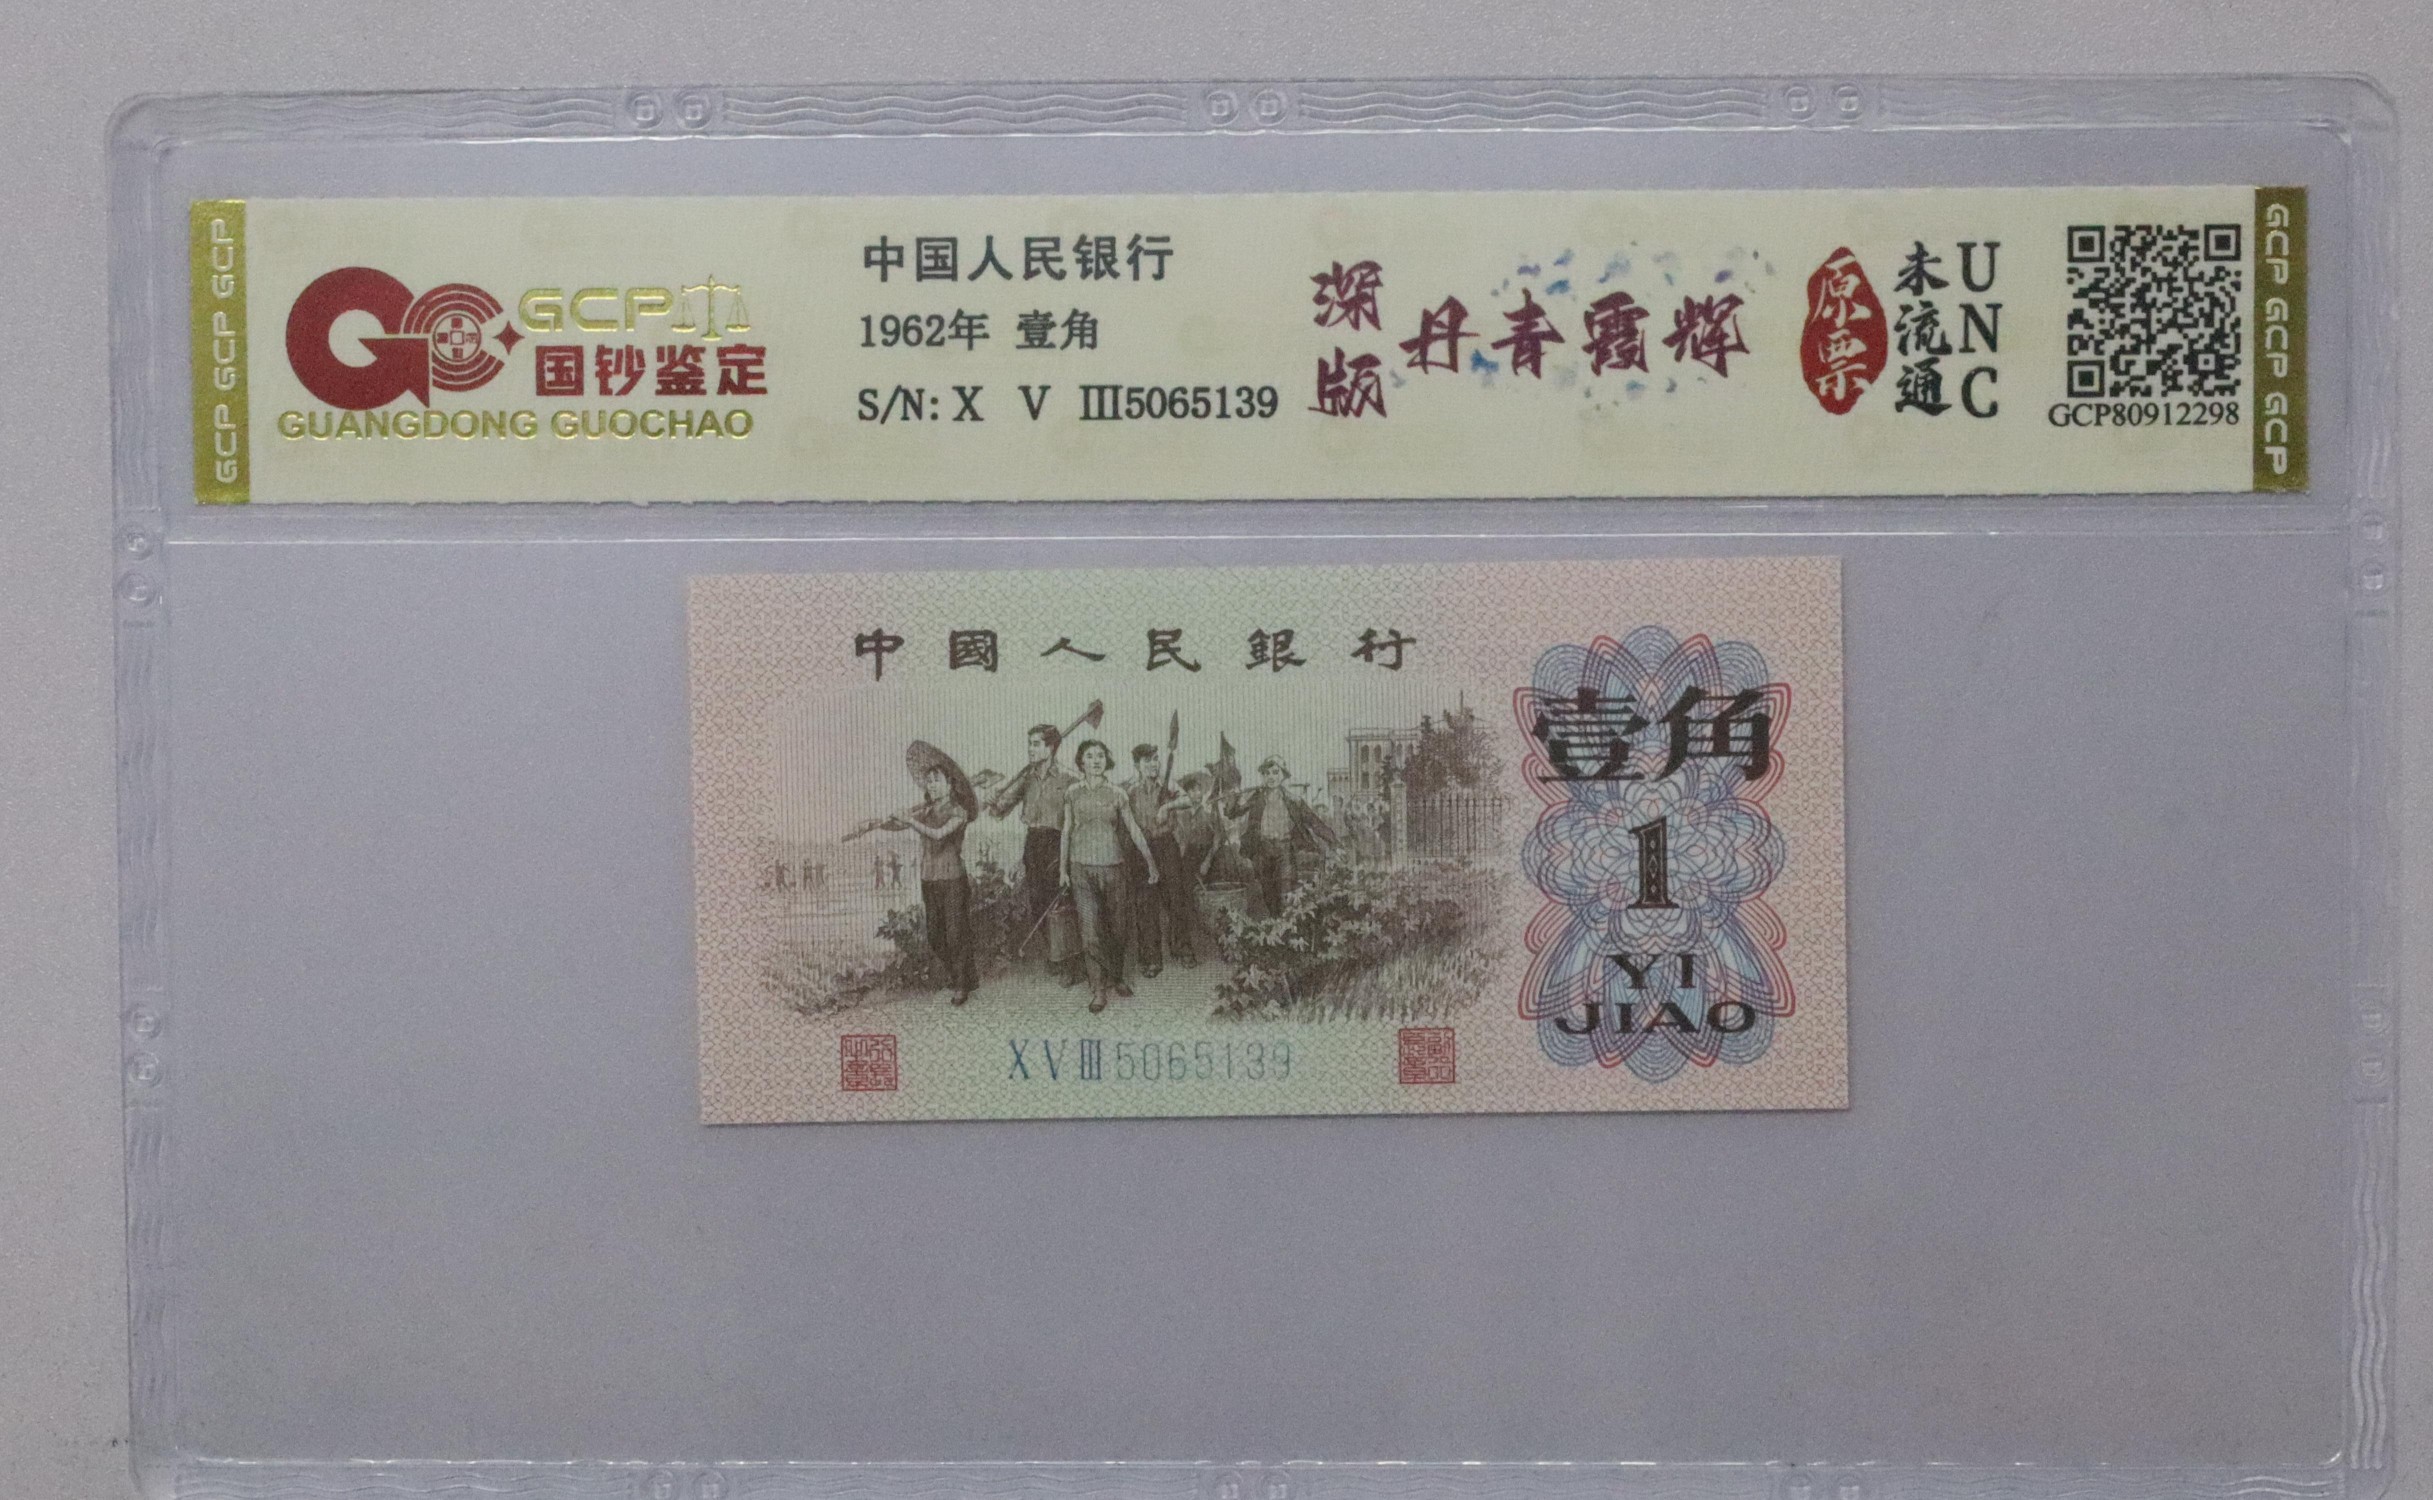 GCP GCP GCP
GCP
国钞鉴定
GUANGDONG GUOCHAO
中国人民银行
1962年 壹角
S/N: X V Ⅲ5065139
深版
丹青霞辉
原票
未流通
UNC
GCP80912298
GCP GCP GCP
中國人民銀行
壹角
1
YI
JIAO
X V Ⅲ 5065139